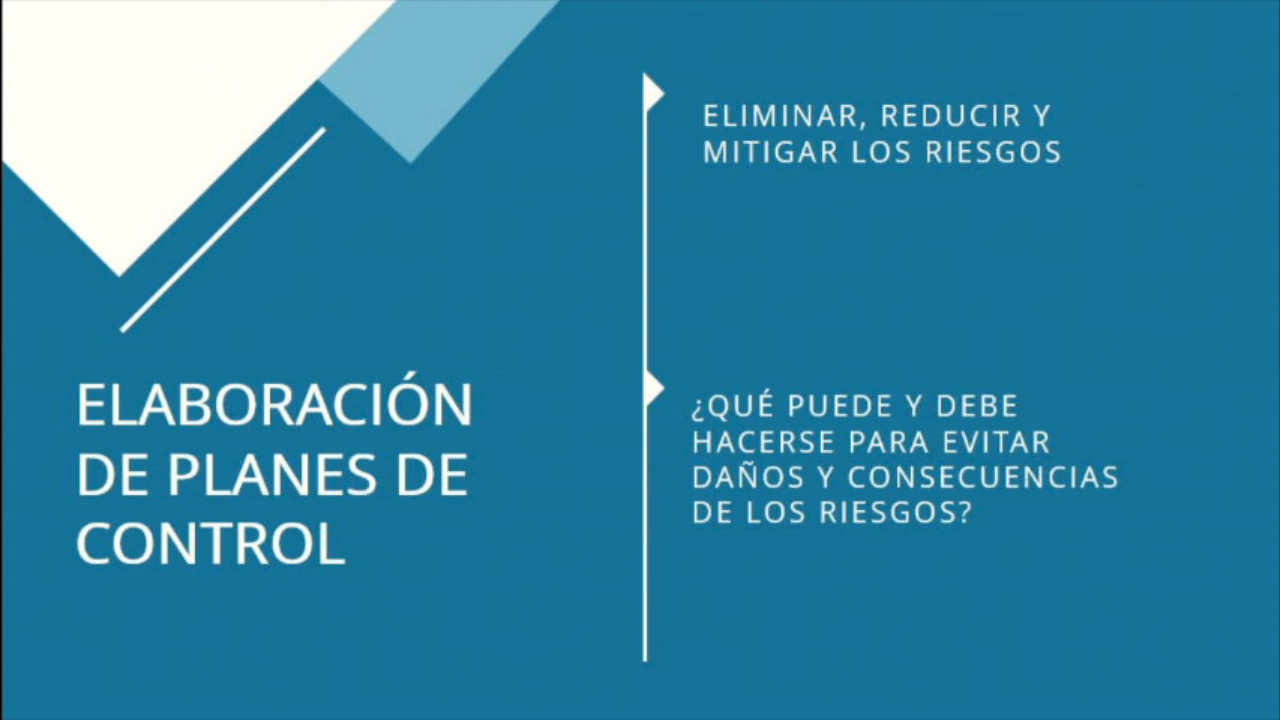 ELABORACIÓN
DE PLANES DE
CONTROL
ELIMINAR, REDUCIR Y
MITIGAR LOS RIESGOS
¿QUÉ PUEDE Y DEBE
HACERSE PARA EVITAR
DAÑOS Y CONSECUENCIAS
DE LOS RIESGOS?